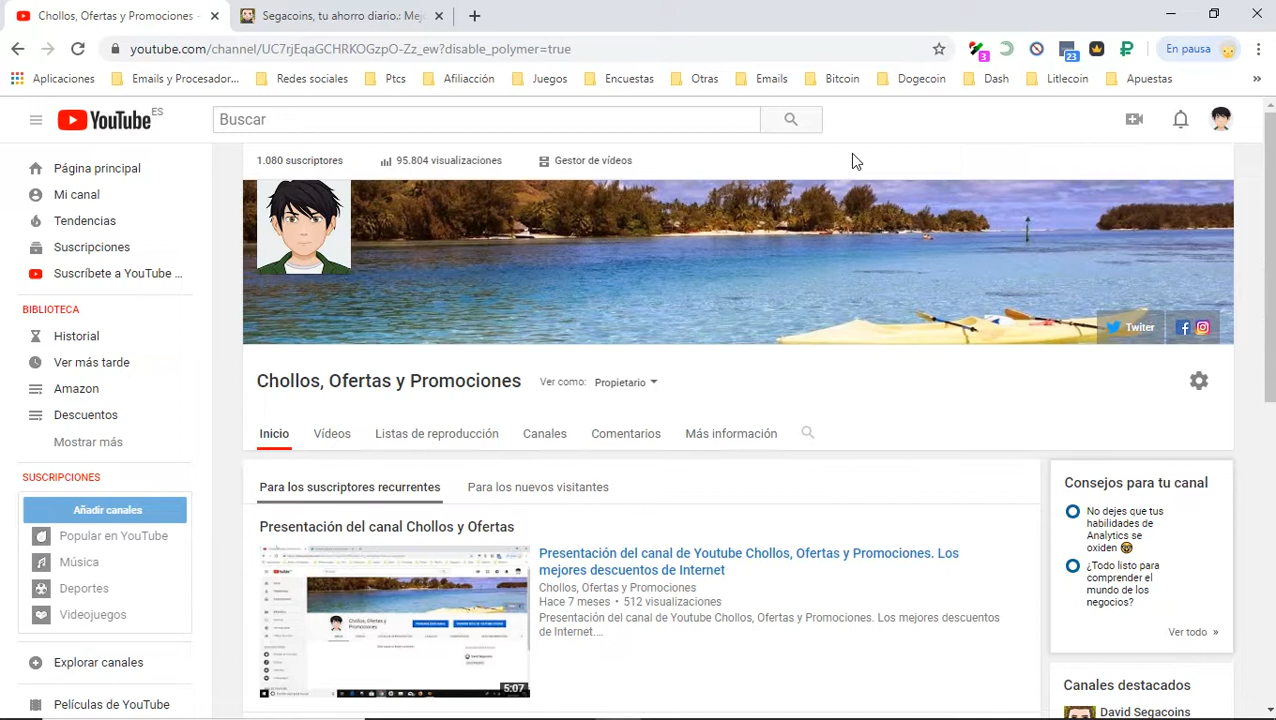 Chollos, Ofertas y Promociones -
Segacoins, tu ahorro diario.: Mej
youtube.com/channel/UC7rjEqaGCHRKOGzpO-Zz_ew?disable_polymer=true
3
23
En pausa
Aplicaciones
Emails y Procesador...
Redes sociales
Ptcs
Afiliacción
Juegos
Encuestas
Emails
Bitcoin
Dogecoin
Dash
Litlecoin
Apuestas
»
YouTube ES
Buscar
1.080 suscriptores
95.804 visualizaciones
Gestor de vídeos
Página principal
Mi canal
Tendencias
Suscripciones
Suscríbete a YouTube ...
BIBLIOTECA
Historial
Ver más tarde
Amazon
Descuentos
Mostrar más
SUSCRIPCIONES
Añadir canales
Popular en YouTube
Música
Deportes
Videojuegos
Explorar canales
Películas de YouTube
Twiter
Chollos, Ofertas y Promociones
Ver como: Propietario
Inicio
Vídeos
Listas de reproducción
Canales
Comentarios
Más información
Para los suscriptores recurrentes
Para los nuevos visitantes
Presentación del canal Chollos y Ofertas
5:07
Presentación del canal de Youtube Chollos, Ofertas y Promociones. Los
mejores descuentos de Internet
Chollos, Ofertas y Promociones
Hace 7 meses • 512 visualizaciones
Presentación del canal de Youtube Chollos, Ofertas y Promociones. Los mejores descuentos
de Internet....
Consejos para tu canal
No dejes que tus
habilidades de
Analytics se
oxiden
¿Todo listo para
comprender el
mundo de los
negocios?
Ver todo »
Canales destacados
David Segacoins